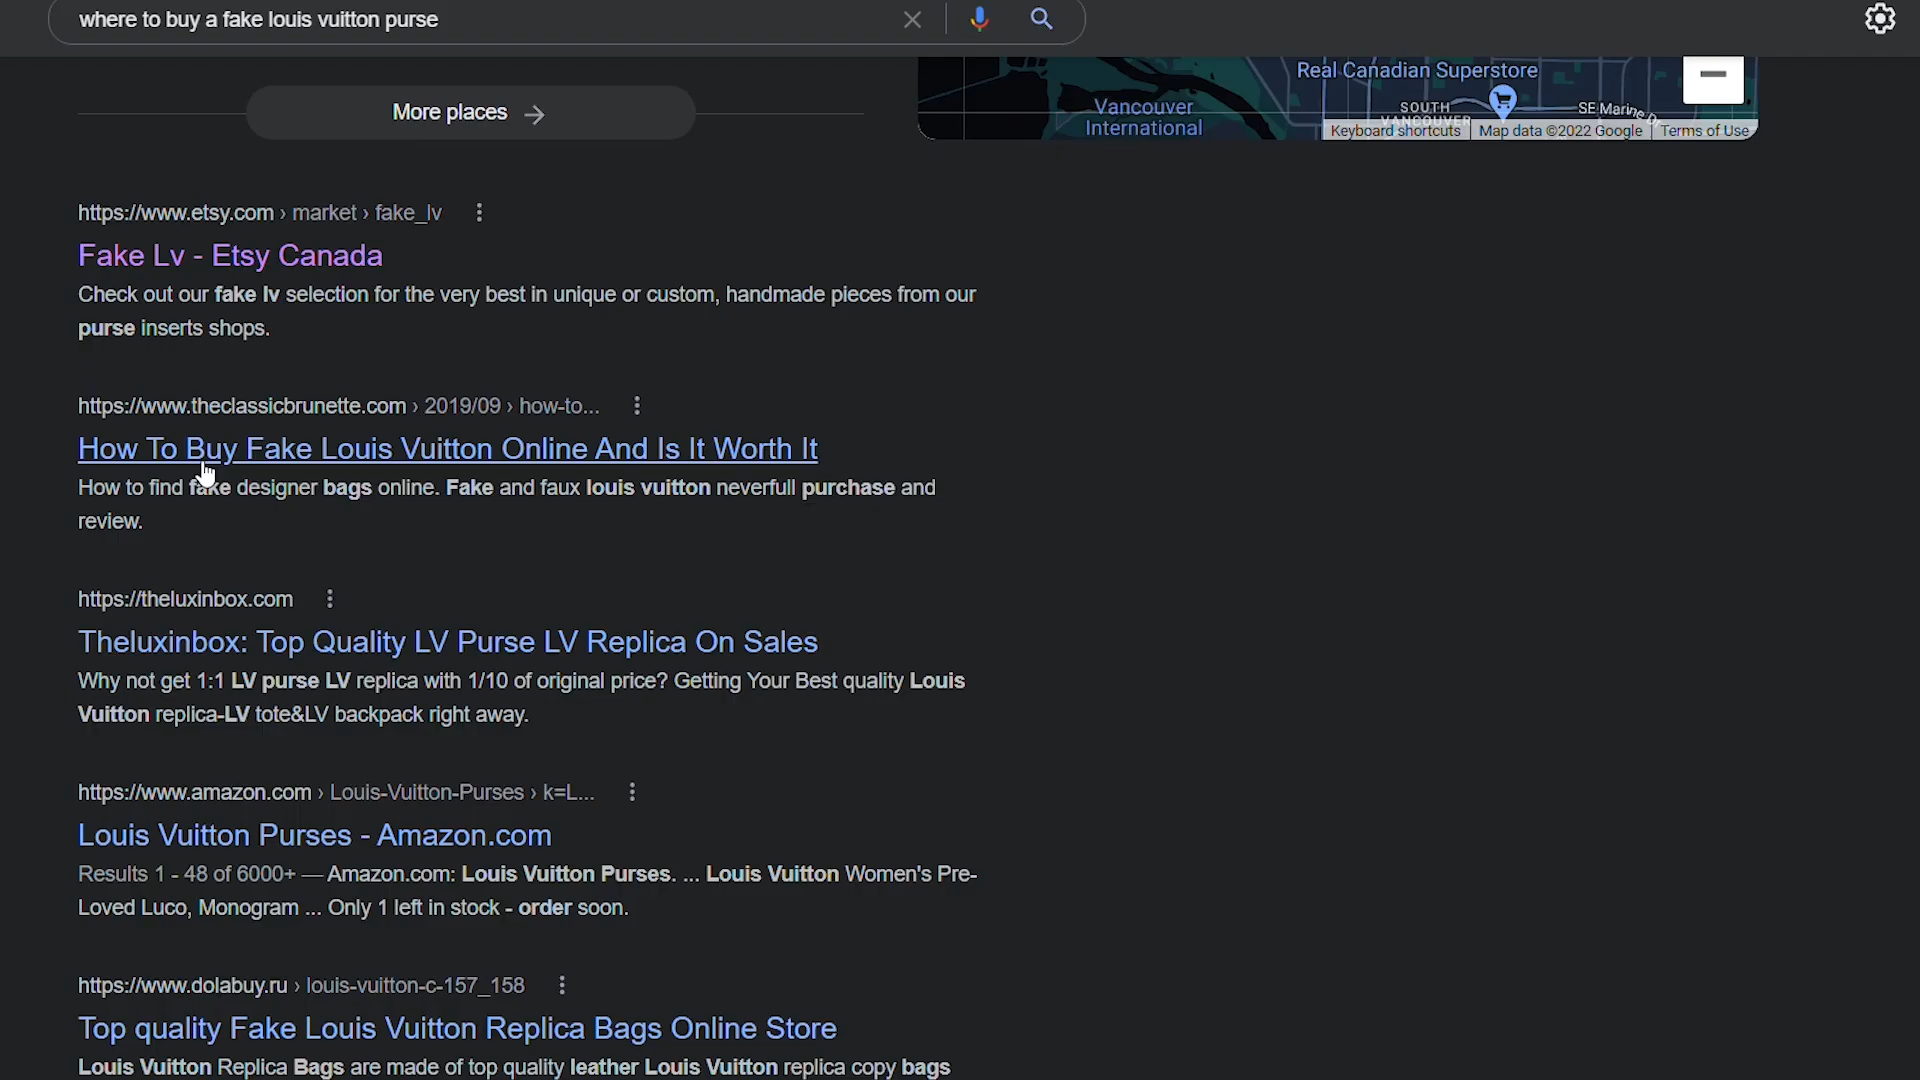 where to buy a fake louis vuitton purse
More places
Real Canadian Superstore
Vancouver
International
SOUTH
VANCOUVER
SE Marine Dr
Keyboard shortcuts
Map data ©2022 Google
Terms of Use
https://www.etsy.com › market › fake_lv
Fake Lv - Etsy Canada
Check out our fake lv selection for the very best in unique or custom, handmade pieces from our
purse inserts shops.
https://www.theclassicbrunette.com › 2019/09 › how-to...
How To Buy Fake Louis Vuitton Online And Is It Worth It
How to find fake designer bags online. Fake and faux louis vuitton neverfull purchase and
review.
https://theluxinbox.com
Theluxinbox: Top Quality LV Purse LV Replica On Sales
Why not get 1:1 LV purse LV replica with 1/10 of original price? Getting Your Best quality Louis
Vuitton replica-LV tote&LV backpack right away.
https://www.amazon.com › Louis-Vuitton-Purses › k=L...
Louis Vuitton Purses - Amazon.com
Results 1 - 48 of 6000+ — Amazon.com: Louis Vuitton Purses. ... Louis Vuitton Women's Pre-
Loved Luco, Monogram ... Only 1 left in stock - order soon.
https://www.dolabuy.ru › louis-vuitton-c-157_158
Top quality Fake Louis Vuitton Replica Bags Online Store
Louis Vuitton Replica Bags are made of top quality leather Louis Vuitton replica copy bags